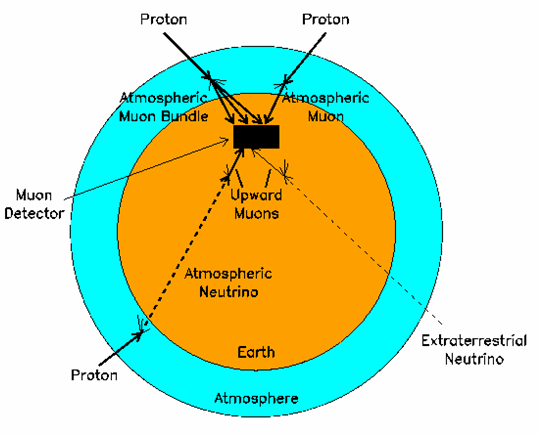 Proton
Proton
Atmospheric
Muon Bundle
Atmospheric
Muon
Muon
Detector
Upward
Muons
Atmospheric
Neutrino
Extraterrestrial
Neutrino
Earth
Proton
Atmosphere